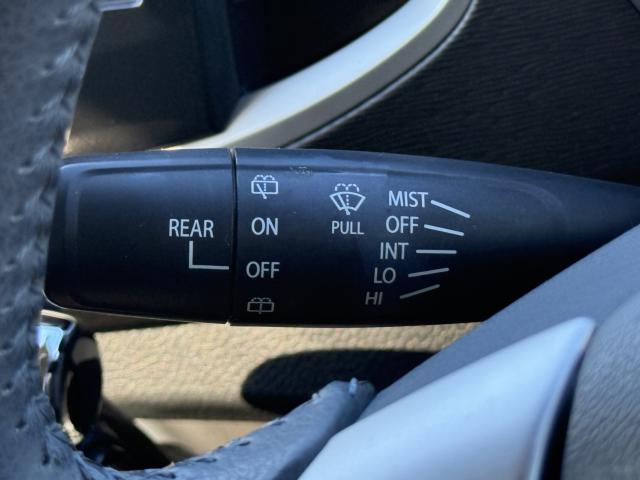 REAR
ON
OFF
PULL
MIST
OFF
INT
LO
HI